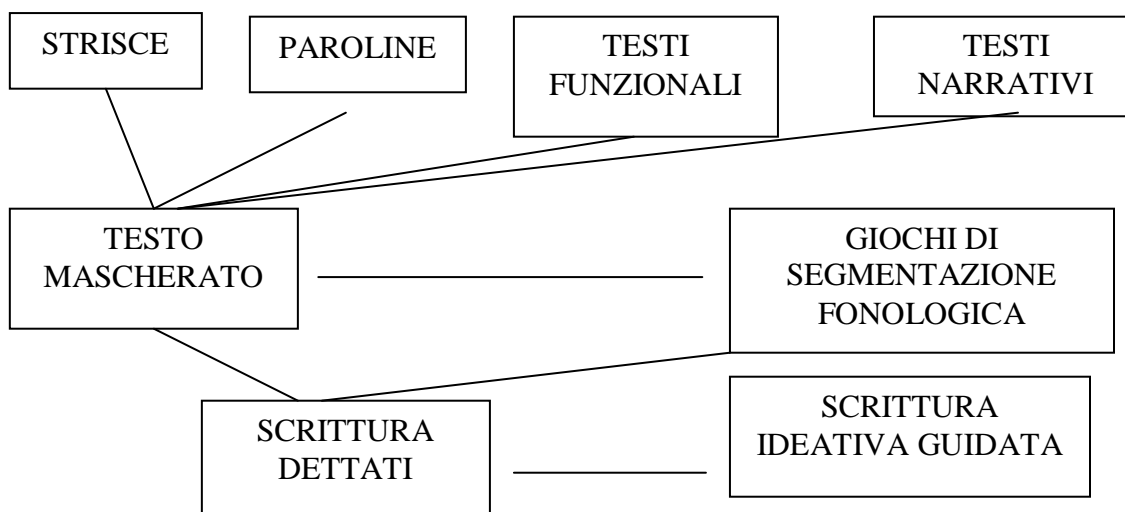 STRISCE
PAROLINE
TESTI
FUNZIONALI
TESTI
NARRATIVI
TESTO
MASCHERATO
GIOCHI DI
SEGMENTAZIONE
FONOLOGICA
SCRITTURA
DETTATI
SCRITTURA
IDEATIVA GUIDATA